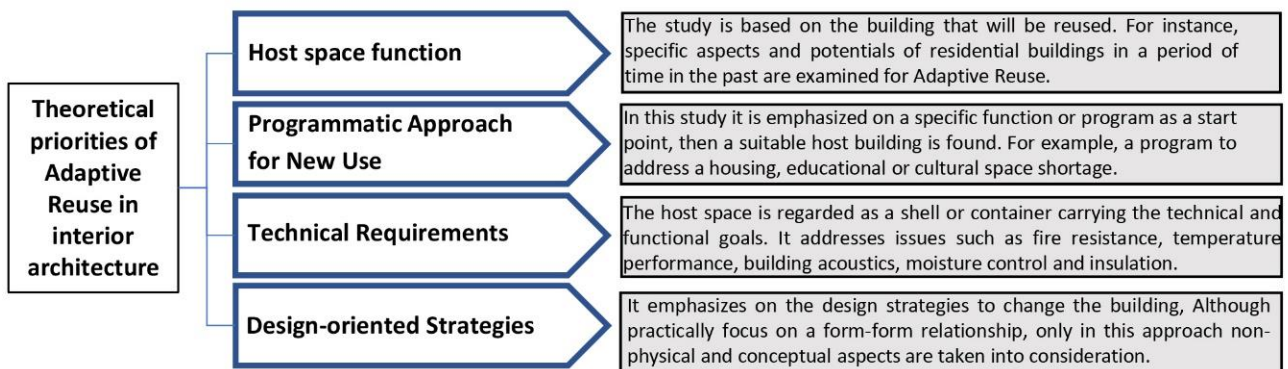 Theoretical
priorities of
Adaptive
Reuse in
interior
architecture
Host space function
The study is based on the building that will be reused. For instance,
specific aspects and potentials of residential buildings in a period of
time in the past are examined for Adaptive Reuse.
Programmatic Approach
for New Use
In this study it is emphasized on a specific function or program as a start
point, then a suitable host building is found. For example, a program to
address a housing, educational or cultural space shortage.
Technical Requirements
The host space is regarded as a shell or container carrying the technical and
functional goals. It addresses issues such as fire resistance, temperature
performance, building acoustics, moisture control and insulation.
Design-oriented Strategies
It emphasizes on the design strategies to change the building, Although
practically focus on a form-form relationship, only in this approach non-
physical and conceptual aspects are taken into consideration.